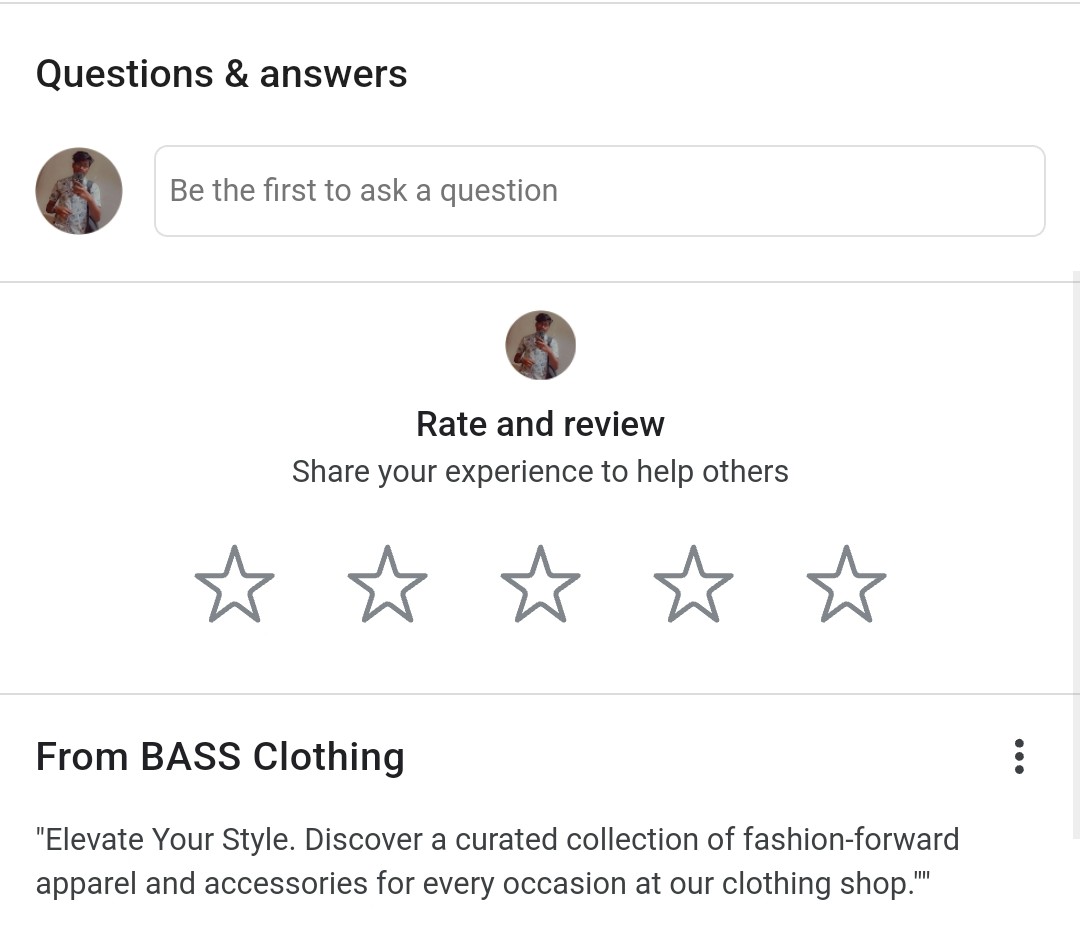 Questions & answers
Be the first to ask a question
Rate and review
Share your experience to help others
From BASS Clothing
"Elevate Your Style. Discover a curated collection of fashion-forward
apparel and accessories for every occasion at our clothing shop.""